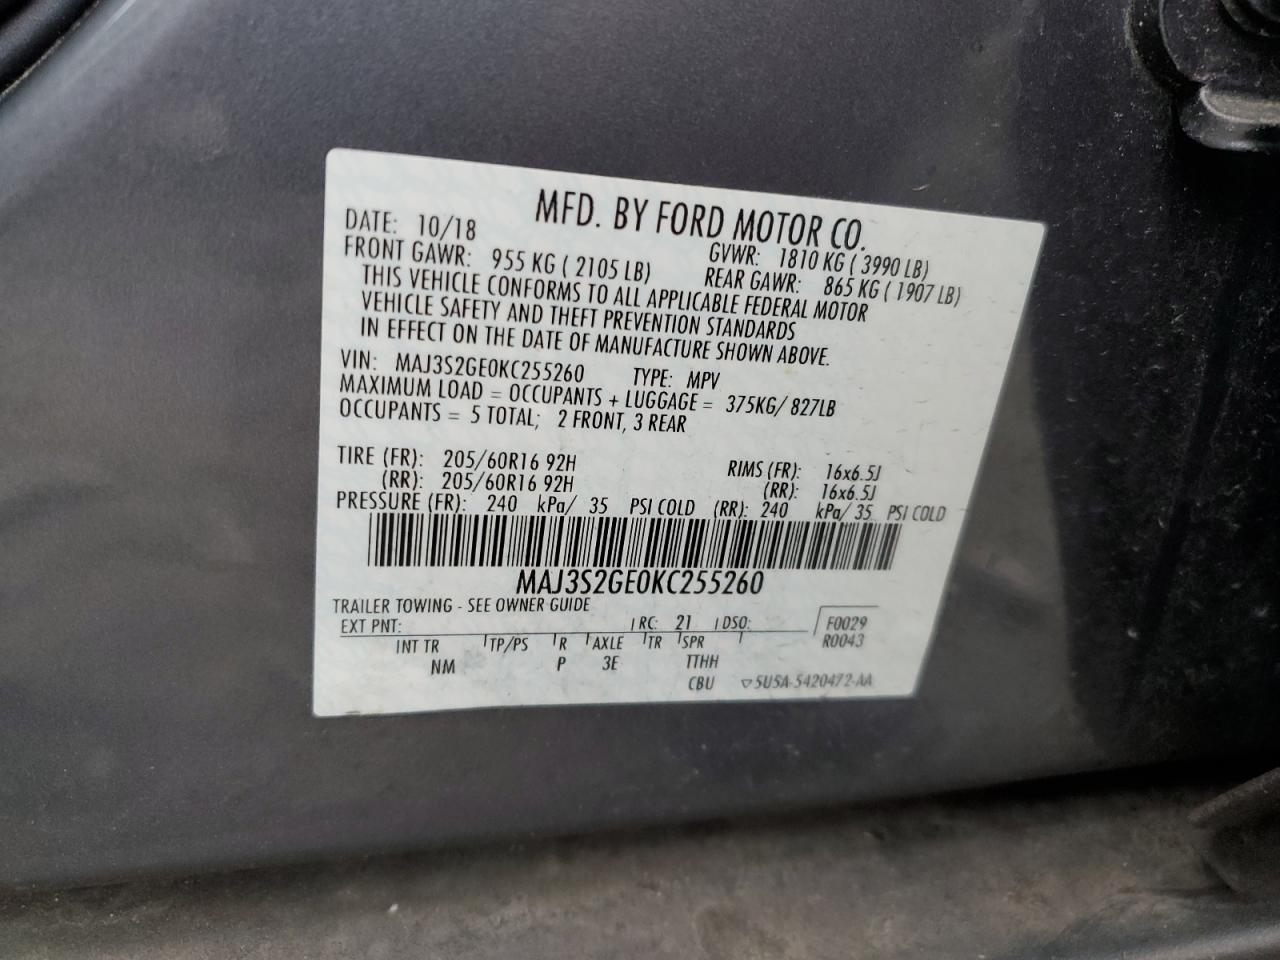 MFD. BY FORD MOTOR CO.
DATE: 10/18 GVWR: 1810 KG ( 3990 LB)
FRONT GAWR: 955 KG ( 2105 LB) REAR GAWR: 865 KG ( 1907 LB)
THIS VEHICLE CONFORMS TO ALL APPLICABLE FEDERAL MOTOR
VEHICLE SAFETY AND THEFT PREVENTION STANDARDS
IN EFFECT ON THE DATE OF MANUFACTURE SHOWN ABOVE.
VIN: MAJ3S2GE0KC255260 TYPE: MPV
MAXIMUM LOAD = OCCUPANTS + LUGGAGE = 375KG/ 827LB
OCCUPANTS = 5 TOTAL; 2 FRONT, 3 REAR
TIRE (FR): 205/60R16 92H RIMS (FR): 16x6.5J
(RR): 205/60R16 92H (RR): 16x6.5J
PRESSURE (FR): 240 kPa/ 35 PSI COLD (RR): 240 kPa/ 35 PSI COLD
MAJ3S2GE0KC255260
TRAILER TOWING - SEE OWNER GUIDE
EXT PNT: RC: 21 DSO: F0029
INT TR TP/PS R AXLE TR SPR R0043
NM P 3E TTHH
CBU ▽5U5A-5420472-AA